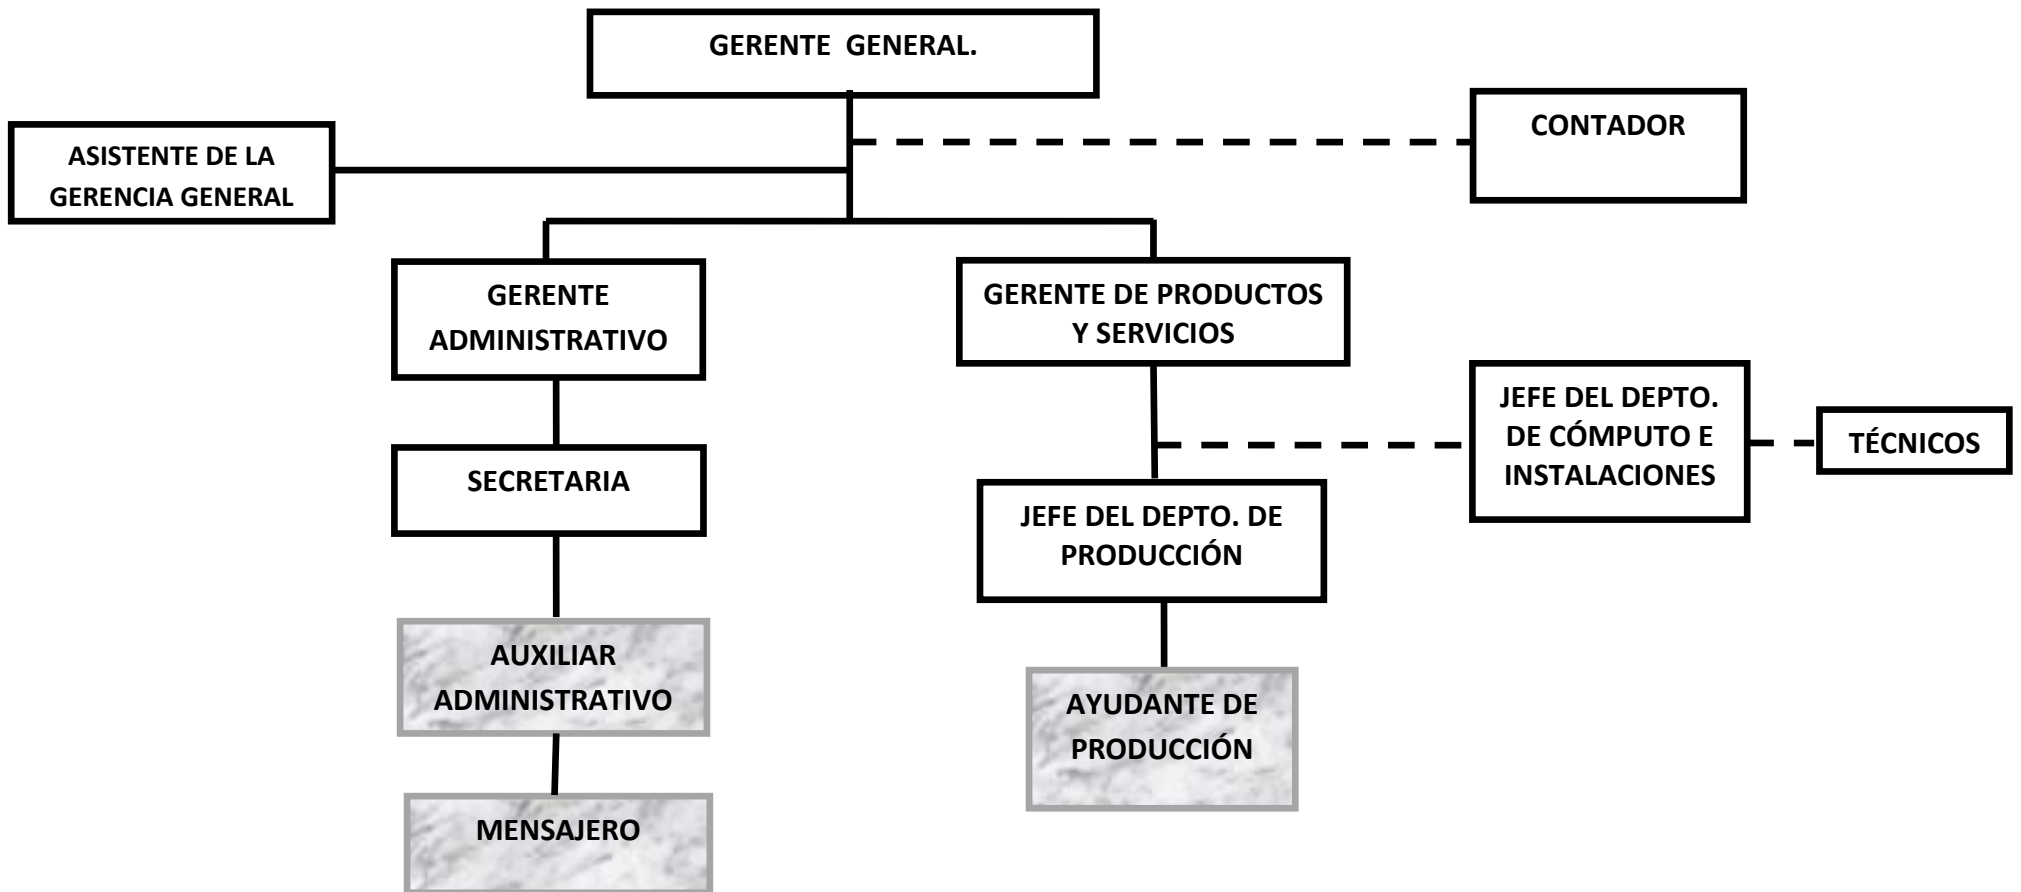 GERENTE GENERAL.
CONTADOR
ASISTENTE DE LA
GERENCIA GENERAL
GERENTE
ADMINISTRATIVO
GERENTE DE PRODUCTOS
Y SERVICIOS
JEFE DEL DEPTO.
DE CÓMPUTO E
INSTALACIONES
TÉCNICOS
SECRETARIA
JEFE DEL DEPTO. DE
PRODUCCIÓN
AUXILIAR
ADMINISTRATIVO
AYUDANTE DE
PRODUCCIÓN
MENSAJERO